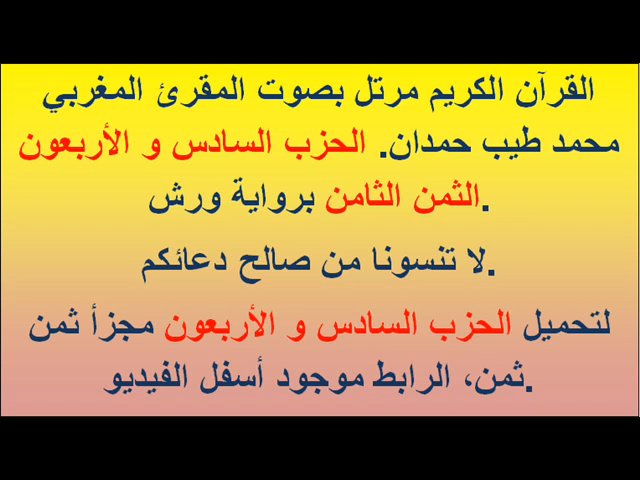 القرآن الكريم مرتل بصوت المقرئ المغربي
محمد طيب حمدان. الحزب السادس و الأربعون
الثمن الثامن برواية ورش.
لا تنسونا من صالح دعائكم.
لتحميل الحزب السادس و الأربعون مجزأ ثمن
ثمن، الرابط موجود أسفل الفيديو.